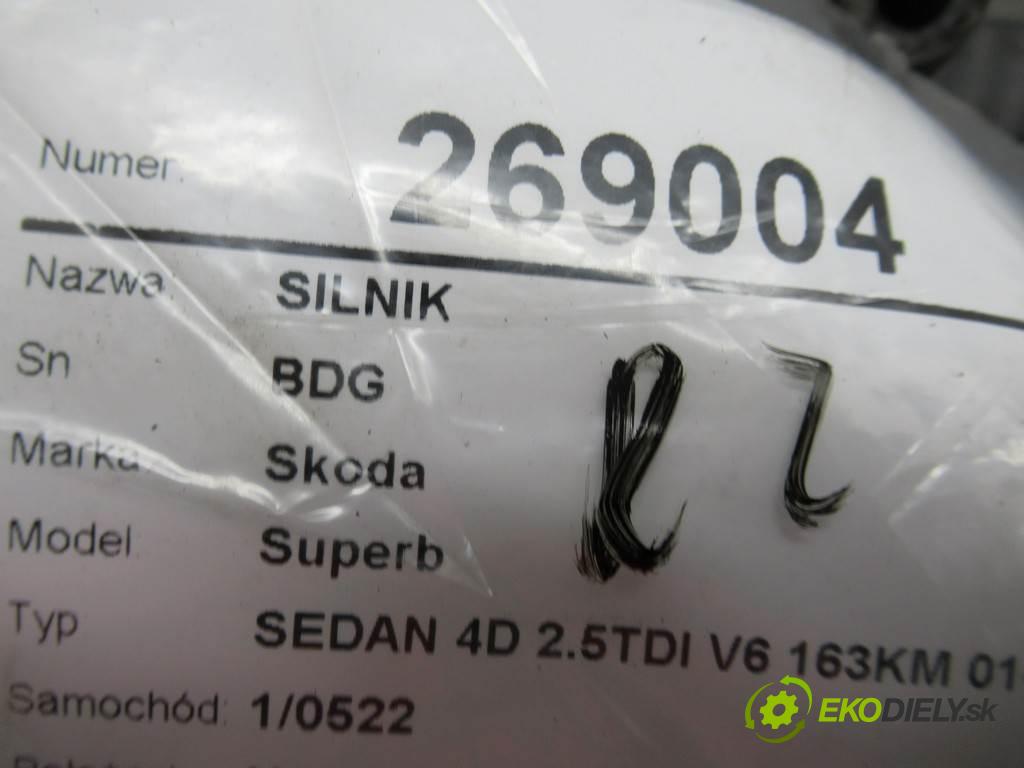 Numer: 269004
Nazwa: SILNIK
Sn BDG
Marka: Skoda
Model: Superb
Typ SEDAN 4D 2.5TDI V6 163KM 01
Samochód: 1/0522
EKODIELY.sk